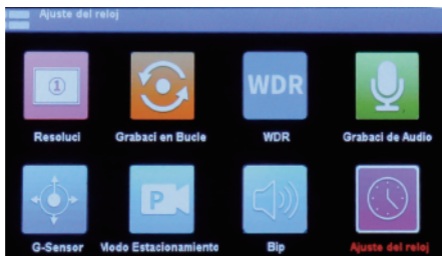 Ajuste del reloj
①
WDR
Resoluci
Grabaci en Bucle
WDR
Grabaci de Audio
P
G-Sensor
Modo Estacionamiento
Bip
Ajuste del reloj